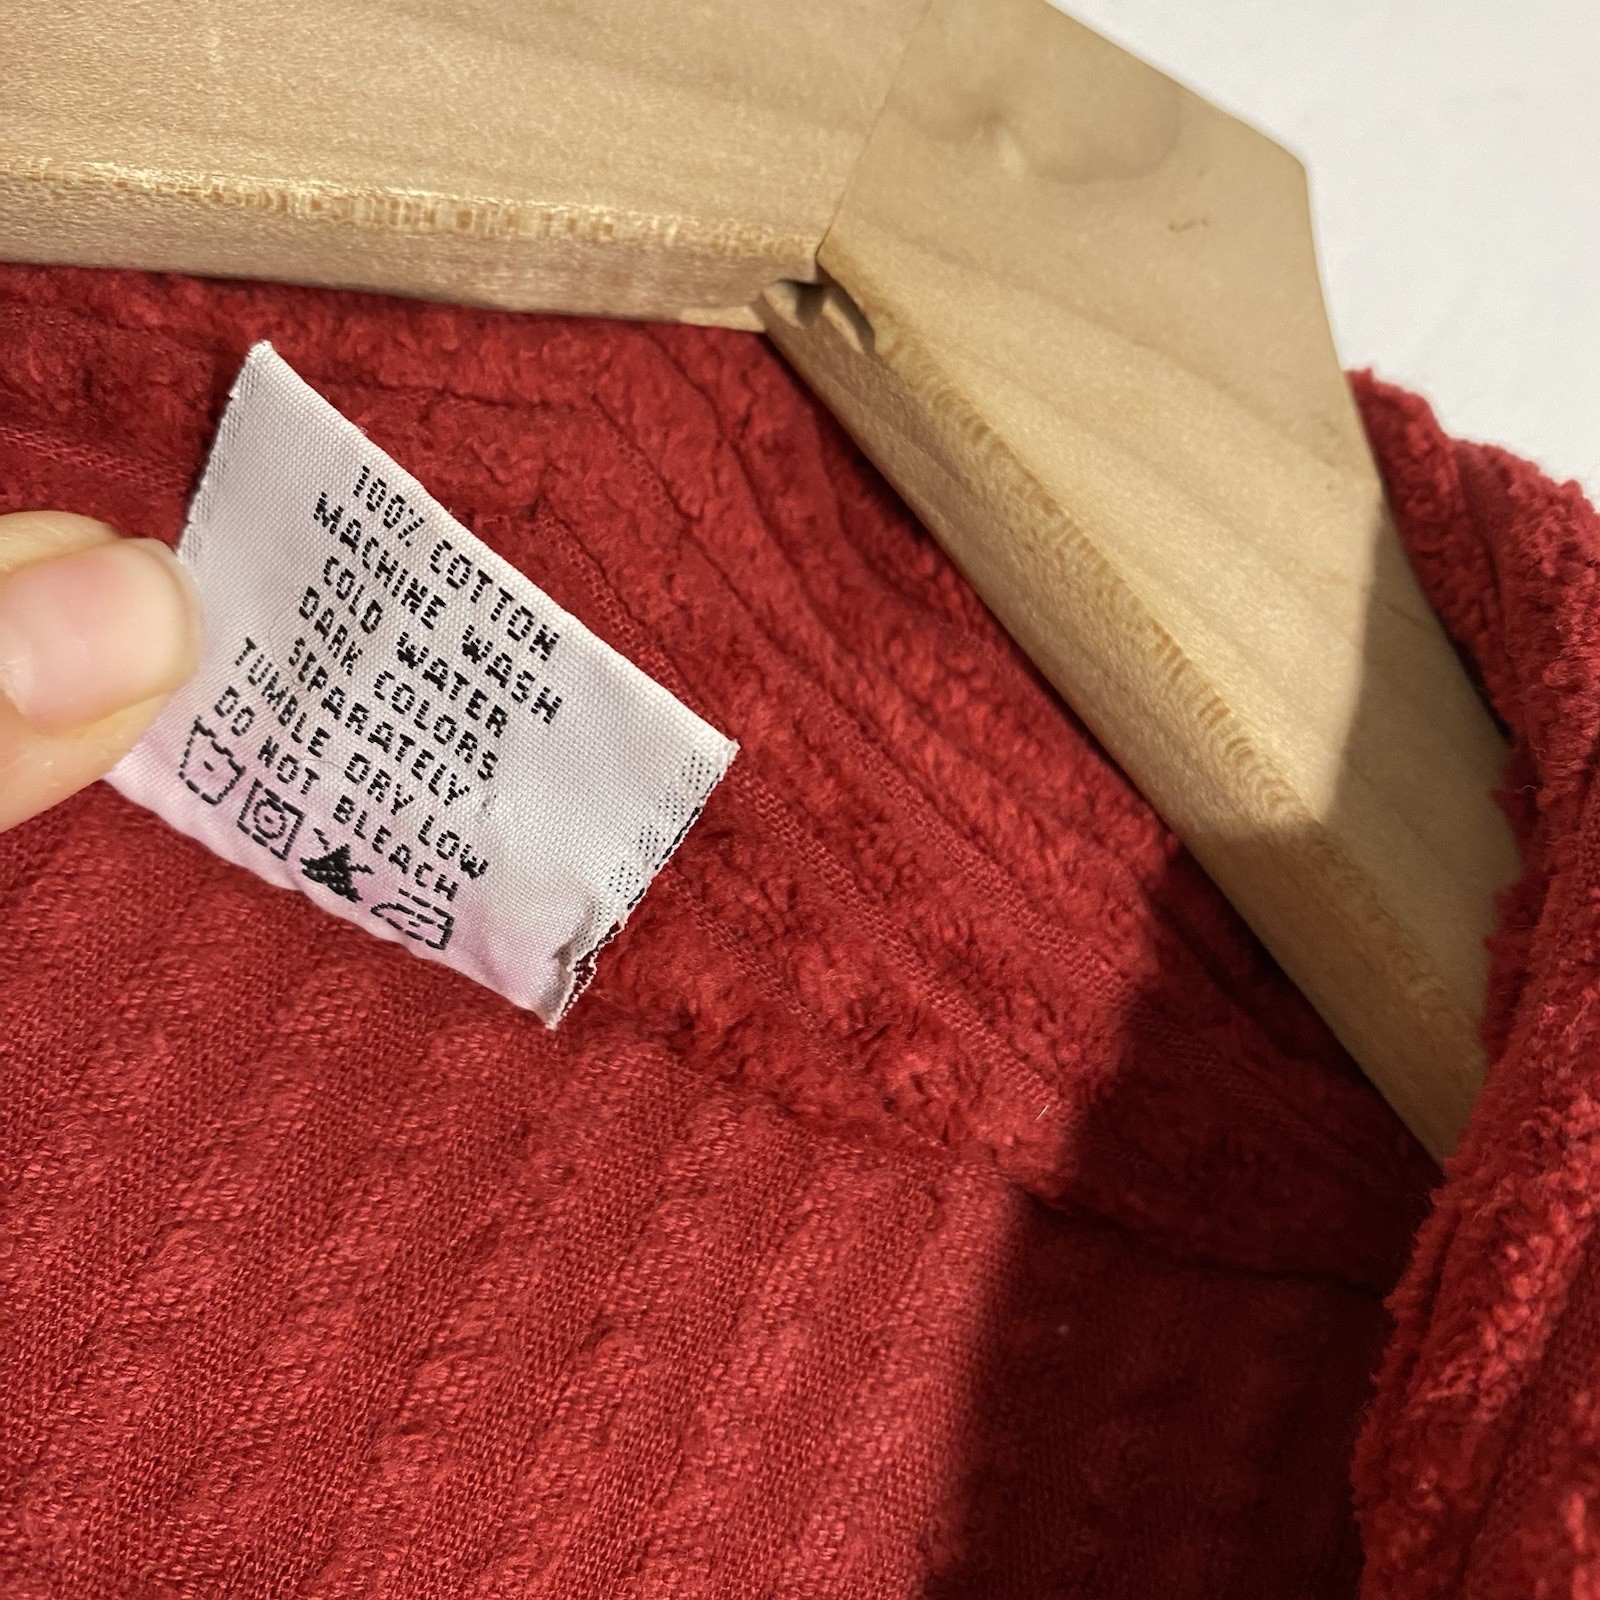 100% COTTON
MACHINE WASH
COLD WATER
DARK COLORS
SEPARATELY
TUMBLE DRY LOW
DO NOT BLEACH